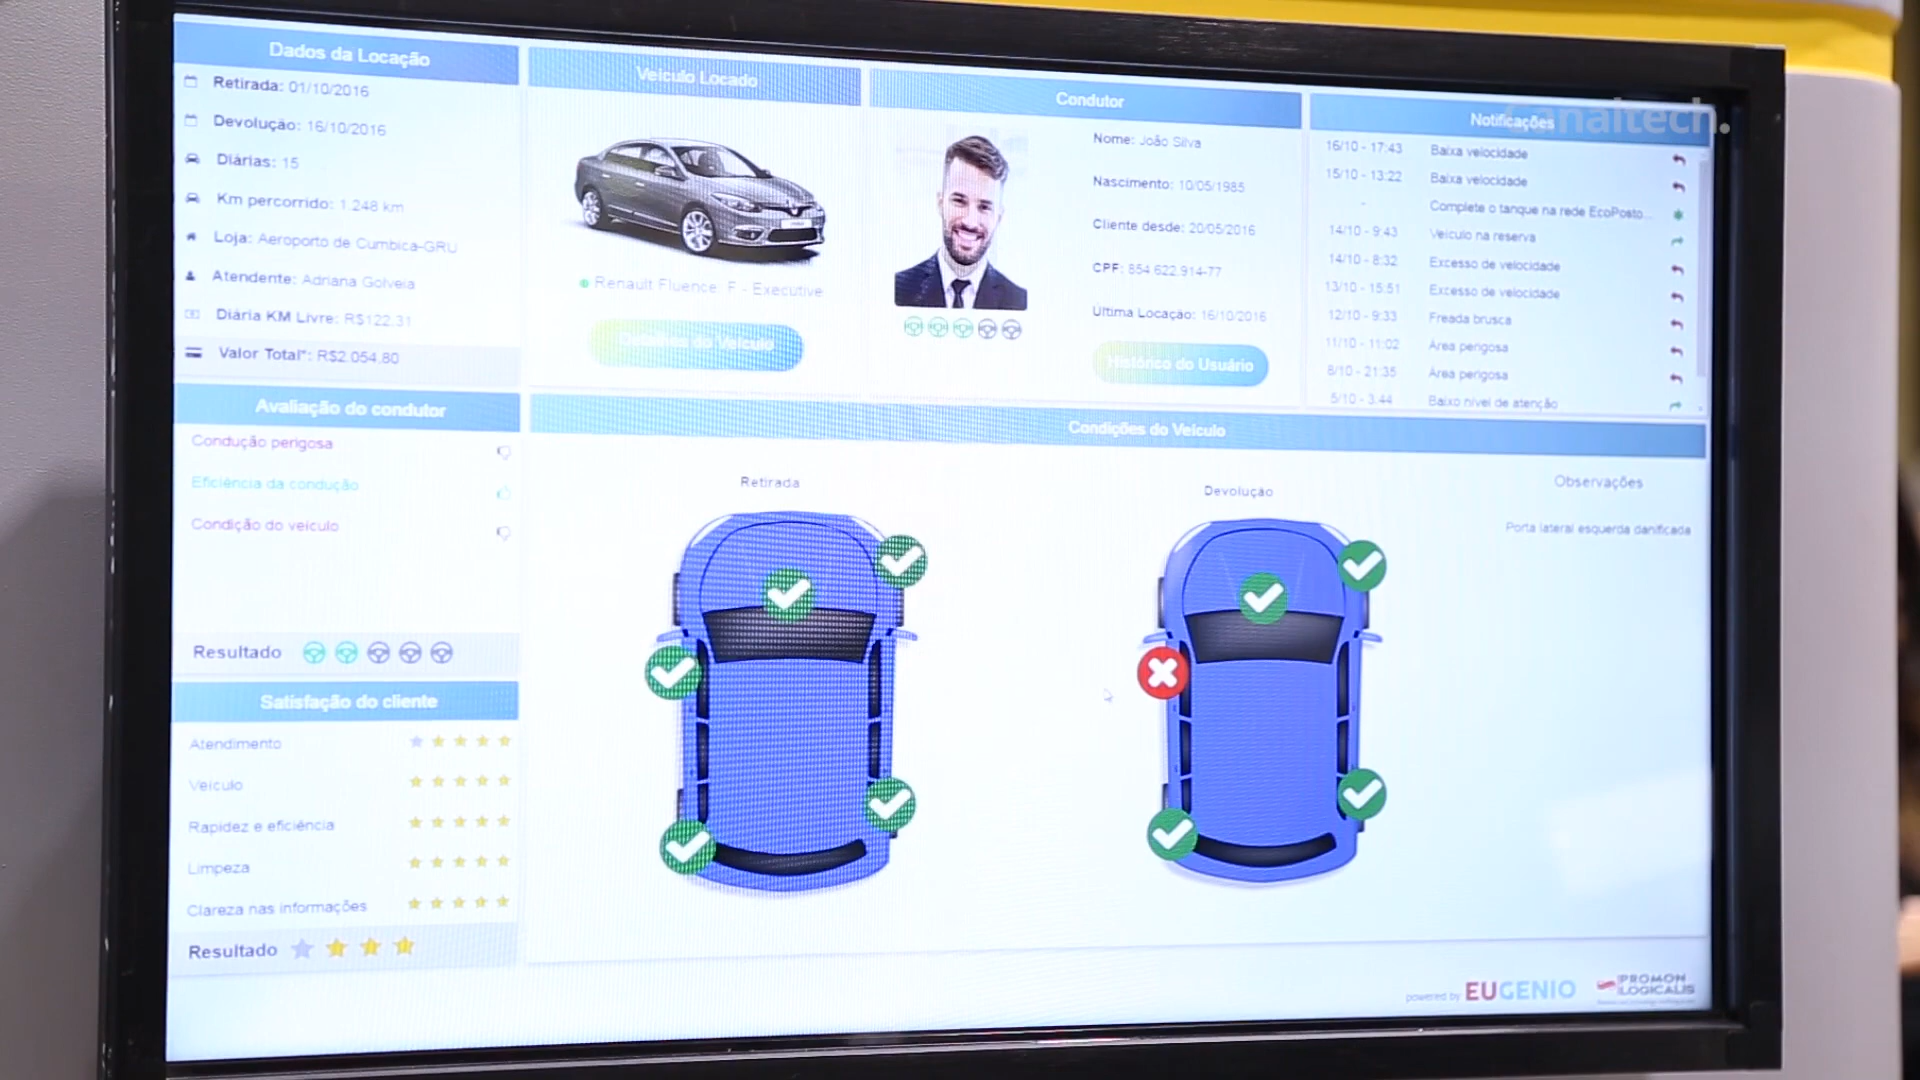 Dados da Locação
Retirada: 01/10/2016
Devolução: 16/10/2016
Diárias: 15
Km percorrido: 1.248 km
Loja: Aeroporto de Cumbica-GRU
Atendente: Adriana Golveia
Diária KM Livre: R$122,31
Valor Total*: R$2.054,80
Veículo Locado
Renault Fluence: F - Executive
Detalhes do Veículo
Condutor
Nome: João Silva
Nascimento: 10/05/1985
Cliente desde: 20/05/2016
CPF: 854.622.914-77
Última Locação: 16/10/2016
Histórico do Usuário
Canaltech.
Notificações
16/10 - 17:43 Baixa velocidade
15/10 - 13:22 Baixa velocidade
- Complete o tanque na rede EcoPosto...
14/10 - 9:43 Veículo na reserva
14/10 - 8:32 Excesso de velocidade
13/10 - 15:51 Excesso de velocidade
12/10 - 9:33 Freada brusca
11/10 - 11:02 Área perigosa
8/10 - 21:35 Área perigosa
5/10 - 3:44 Baixo nível de atenção
Avaliação do condutor
Condução perigosa
Eficiência da condução
Condição do veículo
Resultado
Satisfação do cliente
Atendimento
Veículo
Rapidez e eficiência
Limpeza
Clareza nas informações
Resultado
Condições do Veículo
Retirada
Devolução
Observações
Porta lateral esquerda danificada
powered by EUGENIO
PROMON
LOGICALIS